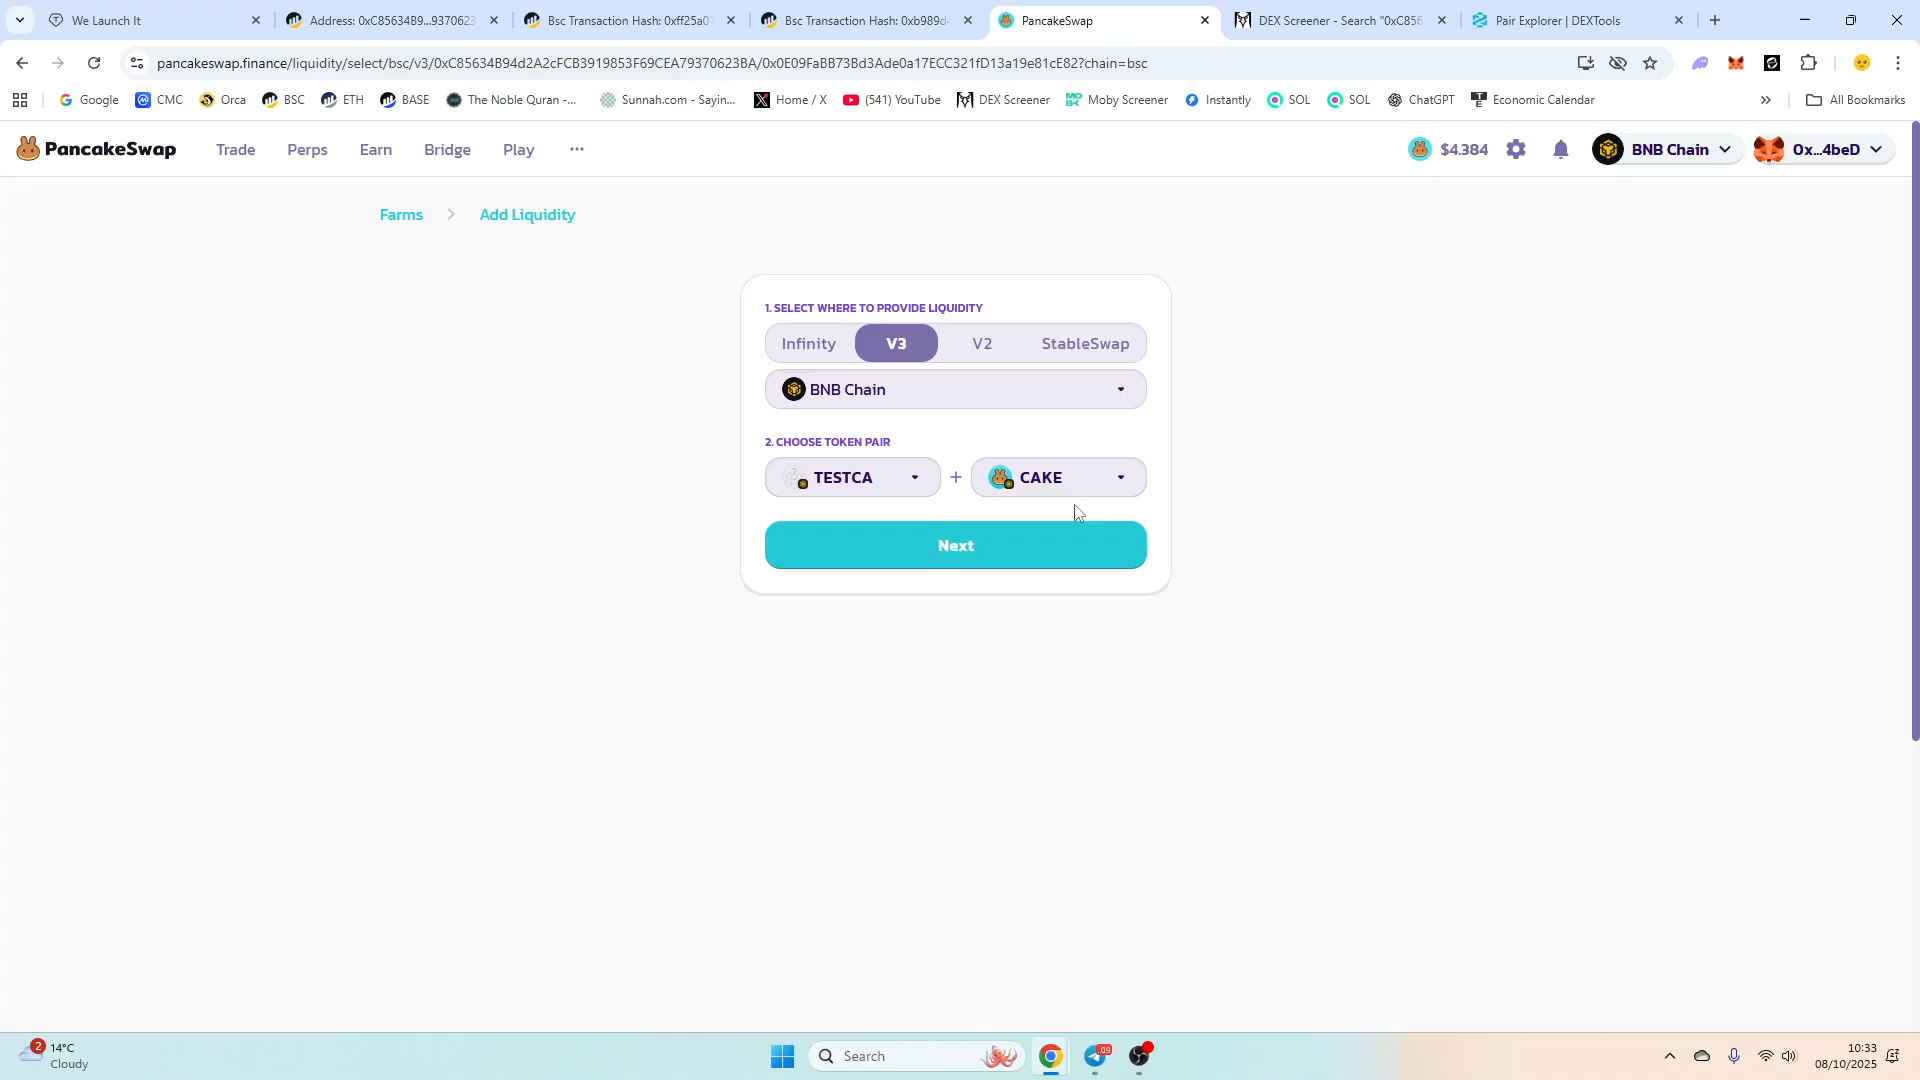 We Launch It
Address: 0xC85634B9...9370623
Bsc Transaction Hash: 0xff25a01
Bsc Transaction Hash: 0xb989d
PancakeSwap
DEX Screener - Search "0xC856
Pair Explorer | DEXTools
pancakeswap.finance/liquidity/select/bsc/v3/0xC85634B94d2A2cFCB3919853F69CEA79370623BA/0x0E09FaBB73Bd3Ade0a17ECC321fD13a19e81cE82?chain=bsc
Google CMC Orca BSC ETH BASE The Noble Quran -... Sunnah.com - Sayin... Home / X (541) YouTube DEX Screener Moby Screener Instantly SOL SOL ChatGPT Economic Calendar » All Bookmarks
PancakeSwap Trade Perps Earn Bridge Play ... $4.384 BNB Chain 0x...4beD
Farms > Add Liquidity
1. SELECT WHERE TO PROVIDE LIQUIDITY
Infinity V3 V2 StableSwap
BNB Chain
2. CHOOSE TOKEN PAIR
TESTCA + CAKE
Next
2 14°C
Cloudy
Search
.09
10:33
08/10/2025